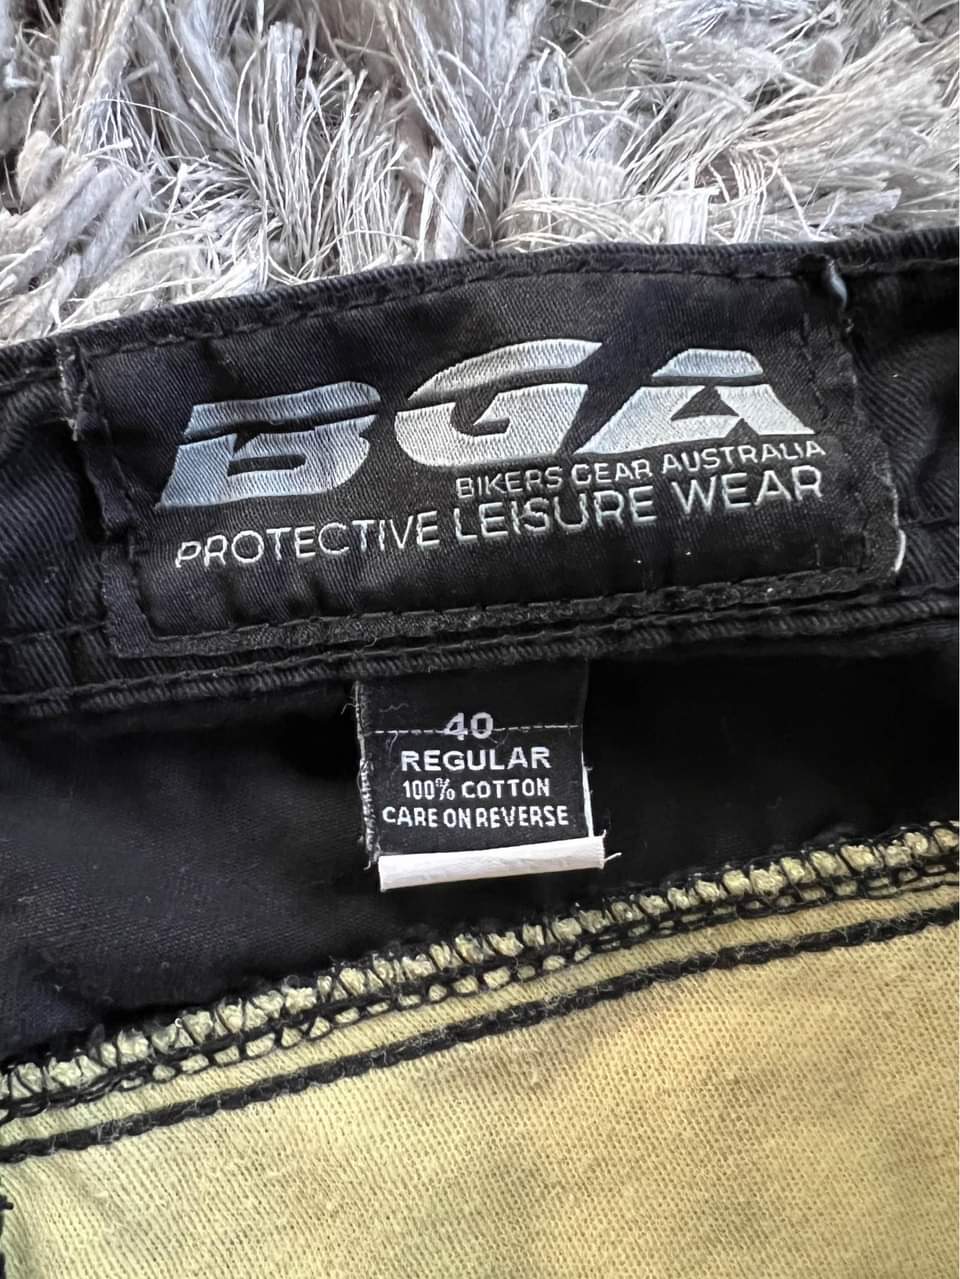 BGA
BIKERS GEAR AUSTRALIA
PROTECTIVE LEISURE WEAR
40
REGULAR
100% COTTON
CARE ON REVERSE